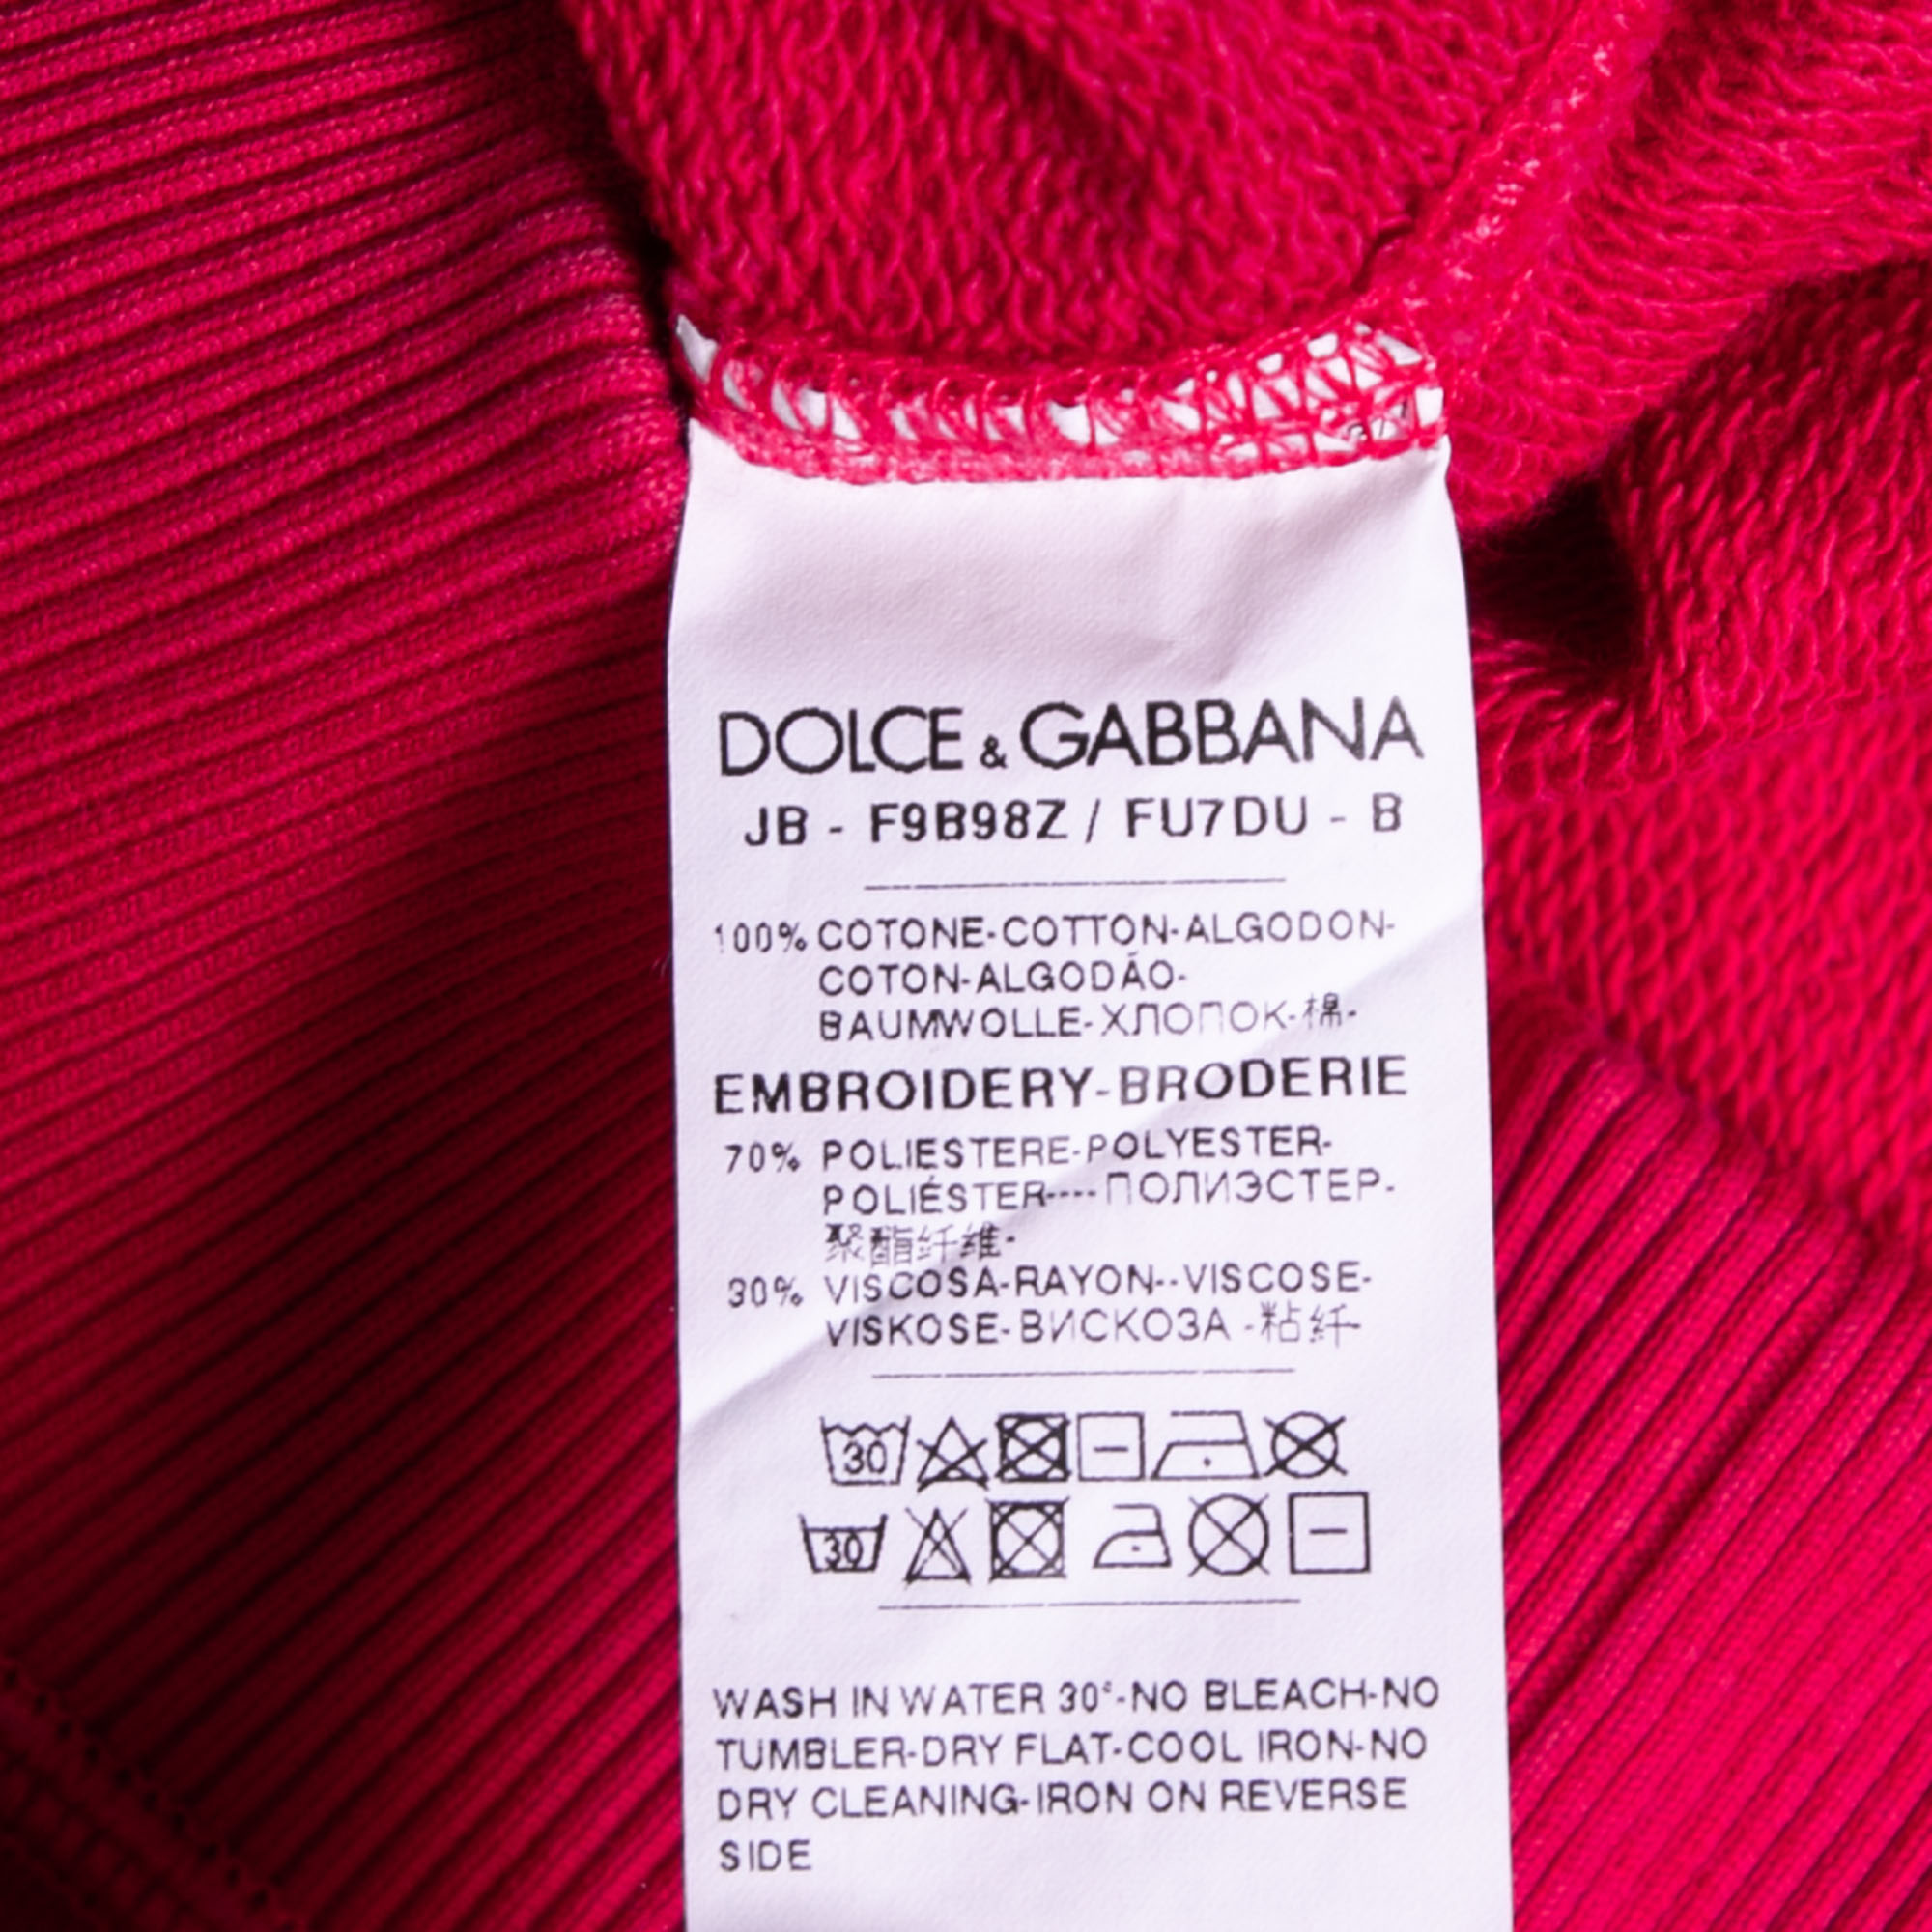 DOLCE & GABBANA
JB - F9B98Z / FU7DU - B
100% COTONE-COTTON-ALGODON-
COTON-ALGODÃO-
BAUMWOLLE-ХЛОПОК-棉-
EMBROIDERY-BRODERIE
70% POLIESTERE-POLYESTER-
POLIÉSTER----ПОЛИЭСТЕР-
聚酯纤维-
30% VISCOSA-RAYON--VISCOSE-
VISKOSE-ВИСКОЗА -粘纤-
30
30
WASH IN WATER 30°-NO BLEACH-NO
TUMBLER-DRY FLAT-COOL IRON-NO
DRY CLEANING-IRON ON REVERSE
SIDE